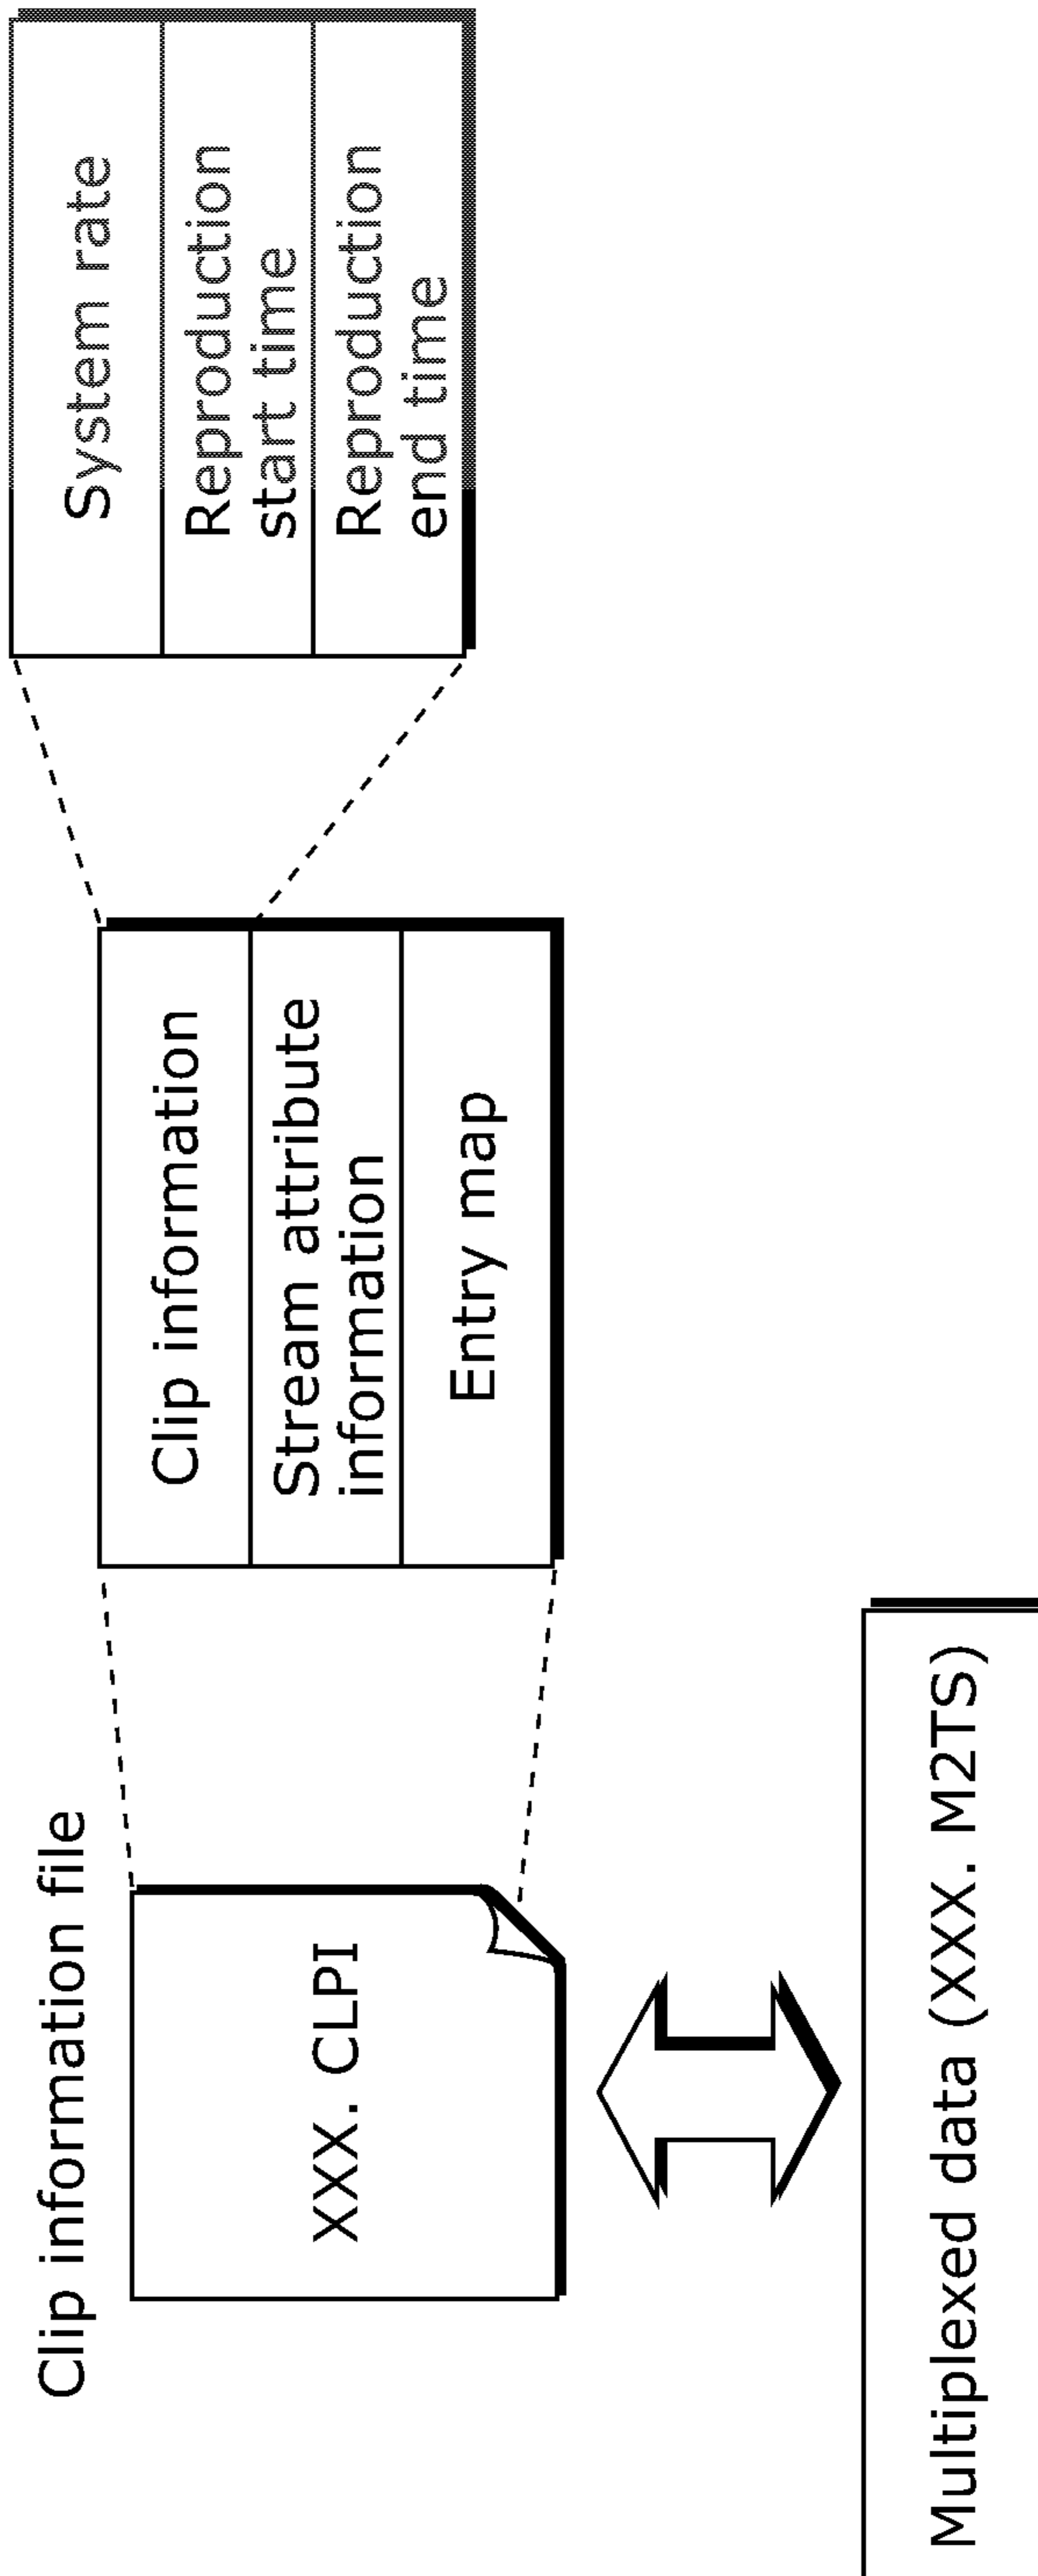 Clip information file
XXX. CLPI
Clip information
Stream attribute
information
Entry map
System rate
Reproduction
start time
Reproduction
end time
Multiplexed data (XXX. M2TS)